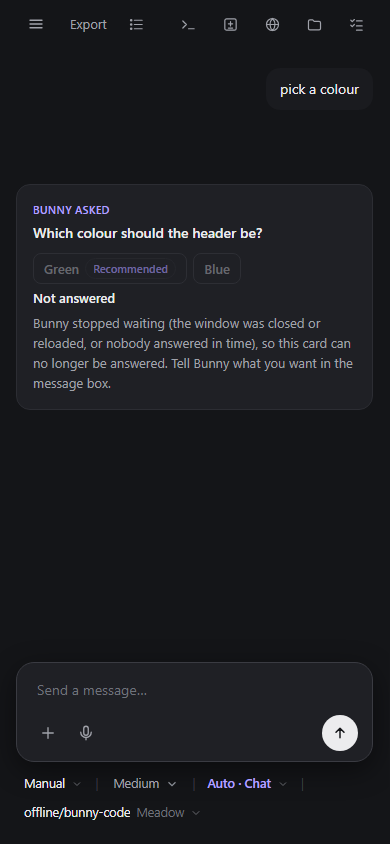 Export
pick a colour
BUNNY ASKED
Which colour should the header be?
Green Recommended Blue
Not answered
Bunny stopped waiting (the window was closed or
reloaded, or nobody answered in time), so this card can
no longer be answered. Tell Bunny what you want in the
message box.
Send a message...
Manual Medium Auto · Chat
offline/bunny-code Meadow